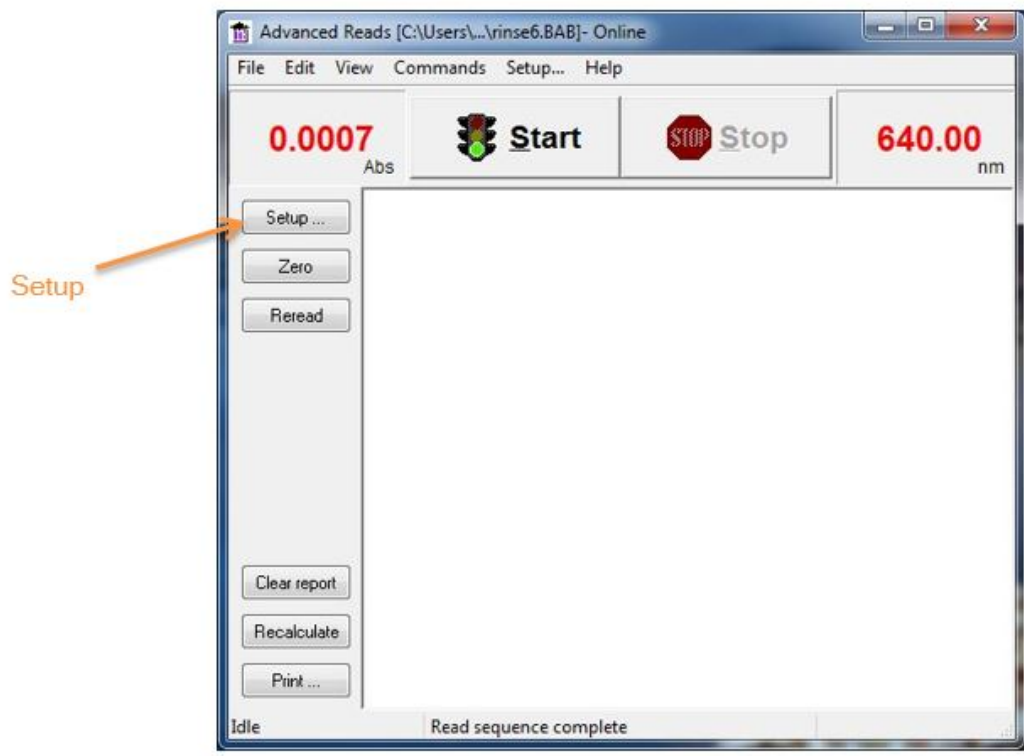 Advanced Reads [C:\Users\...\rinse6.BAB]- Online
File Edit View Commands Setup... Help
0.0007 Abs
Start
STOP Stop
640.00 nm
Setup ...
Setup
Zero
Reread
Clear report
Recalculate
Print ...
Idle Read sequence complete